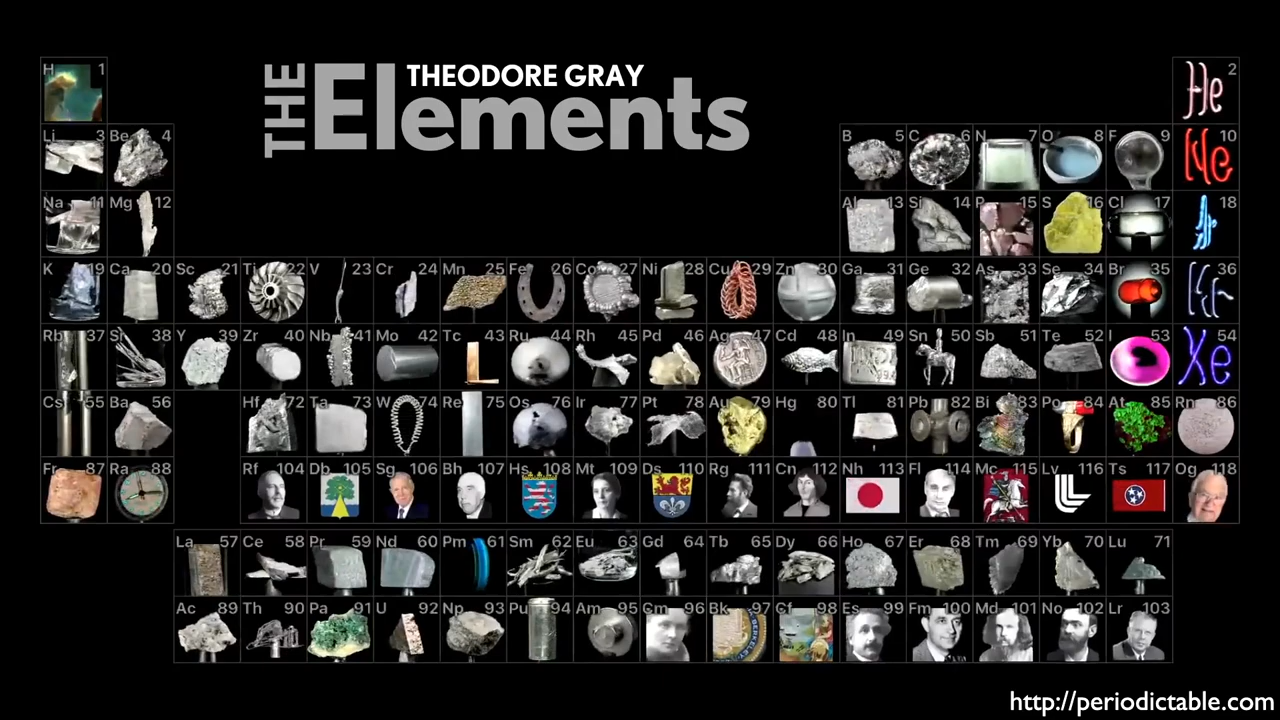 THEODORE GRAY
THE Elements
H 1 He 2
Li 3 Be 4 B 5 C 6 N 7 O 8 F 9 Ne 10
Na 11 Mg 12 Al 13 Si 14 P 15 S 16 Cl 17 Ar 18
K 19 Ca 20 Sc 21 Ti 22 V 23 Cr 24 Mn 25 Fe 26 Co 27 Ni 28 Cu 29 Zn 30 Ga 31 Ge 32 As 33 Se 34 Br 35 Kr 36
Rb 37 Sr 38 Y 39 Zr 40 Nb 41 Mo 42 Tc 43 Ru 44 Rh 45 Pd 46 Ag 47 Cd 48 In 49 Sn 50 Sb 51 Te 52 I 53 Xe 54
Cs 55 Ba 56 Hf 72 Ta 73 W 74 Re 75 Os 76 Ir 77 Pt 78 Au 79 Hg 80 Tl 81 Pb 82 Bi 83 Po 84 At 85 Rn 86
Fr 87 Ra 88 Rf 104 Db 105 Sg 106 Bh 107 Hs 108 Mt 109 Ds 110 Rg 111 Cn 112 Nh 113 Fl 114 Mc 115 Lv 116 Ts 117 Og 118
La 57 Ce 58 Pr 59 Nd 60 Pm 61 Sm 62 Eu 63 Gd 64 Tb 65 Dy 66 Ho 67 Er 68 Tm 69 Yb 70 Lu 71
Ac 89 Th 90 Pa 91 U 92 Np 93 Pu 94 Am 95 Cm 96 Bk 97 Cf 98 Es 99 Fm 100 Md 101 No 102 Lr 103
http://periodictable.com